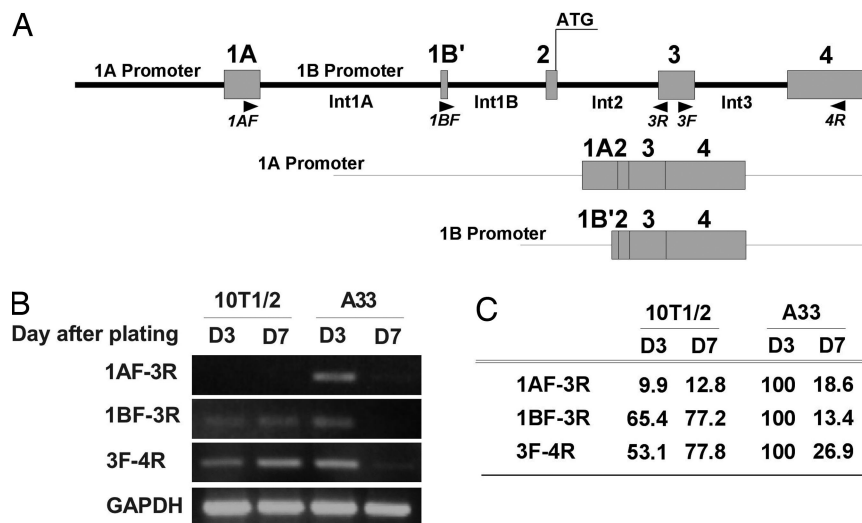 A
ATG
1A 1B' 2 3 4
1A Promoter 1B Promoter
Int1A Int1B Int2 Int3
1AF 1BF 3R 3F 4R
1A2 3 4
1A Promoter
1B'2 3 4
1B Promoter
B
10T1/2 A33
Day after plating D3 D7 D3 D7
1AF-3R
1BF-3R
3F-4R
GAPDH
C
10T1/2 A33
D3 D7 D3 D7
1AF-3R 9.9 12.8 100 18.6
1BF-3R 65.4 77.2 100 13.4
3F-4R 53.1 77.8 100 26.9